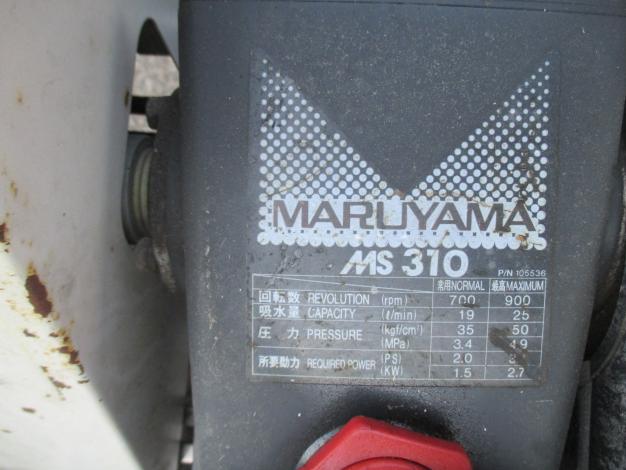 MARUYAMA
MS 310
P/N 105536
常用NORMAL 最高MAXIMUM
回転数 REVOLUTION (rpm) 700 900
吸水量 CAPACITY (ℓ/min) 19 25
圧力 PRESSURE (kgf/cm²) 35 50
(MPa) 3.4 4.9
所要動力 REQUIRED POWER (PS) 2.0
(KW) 1.5 2.7